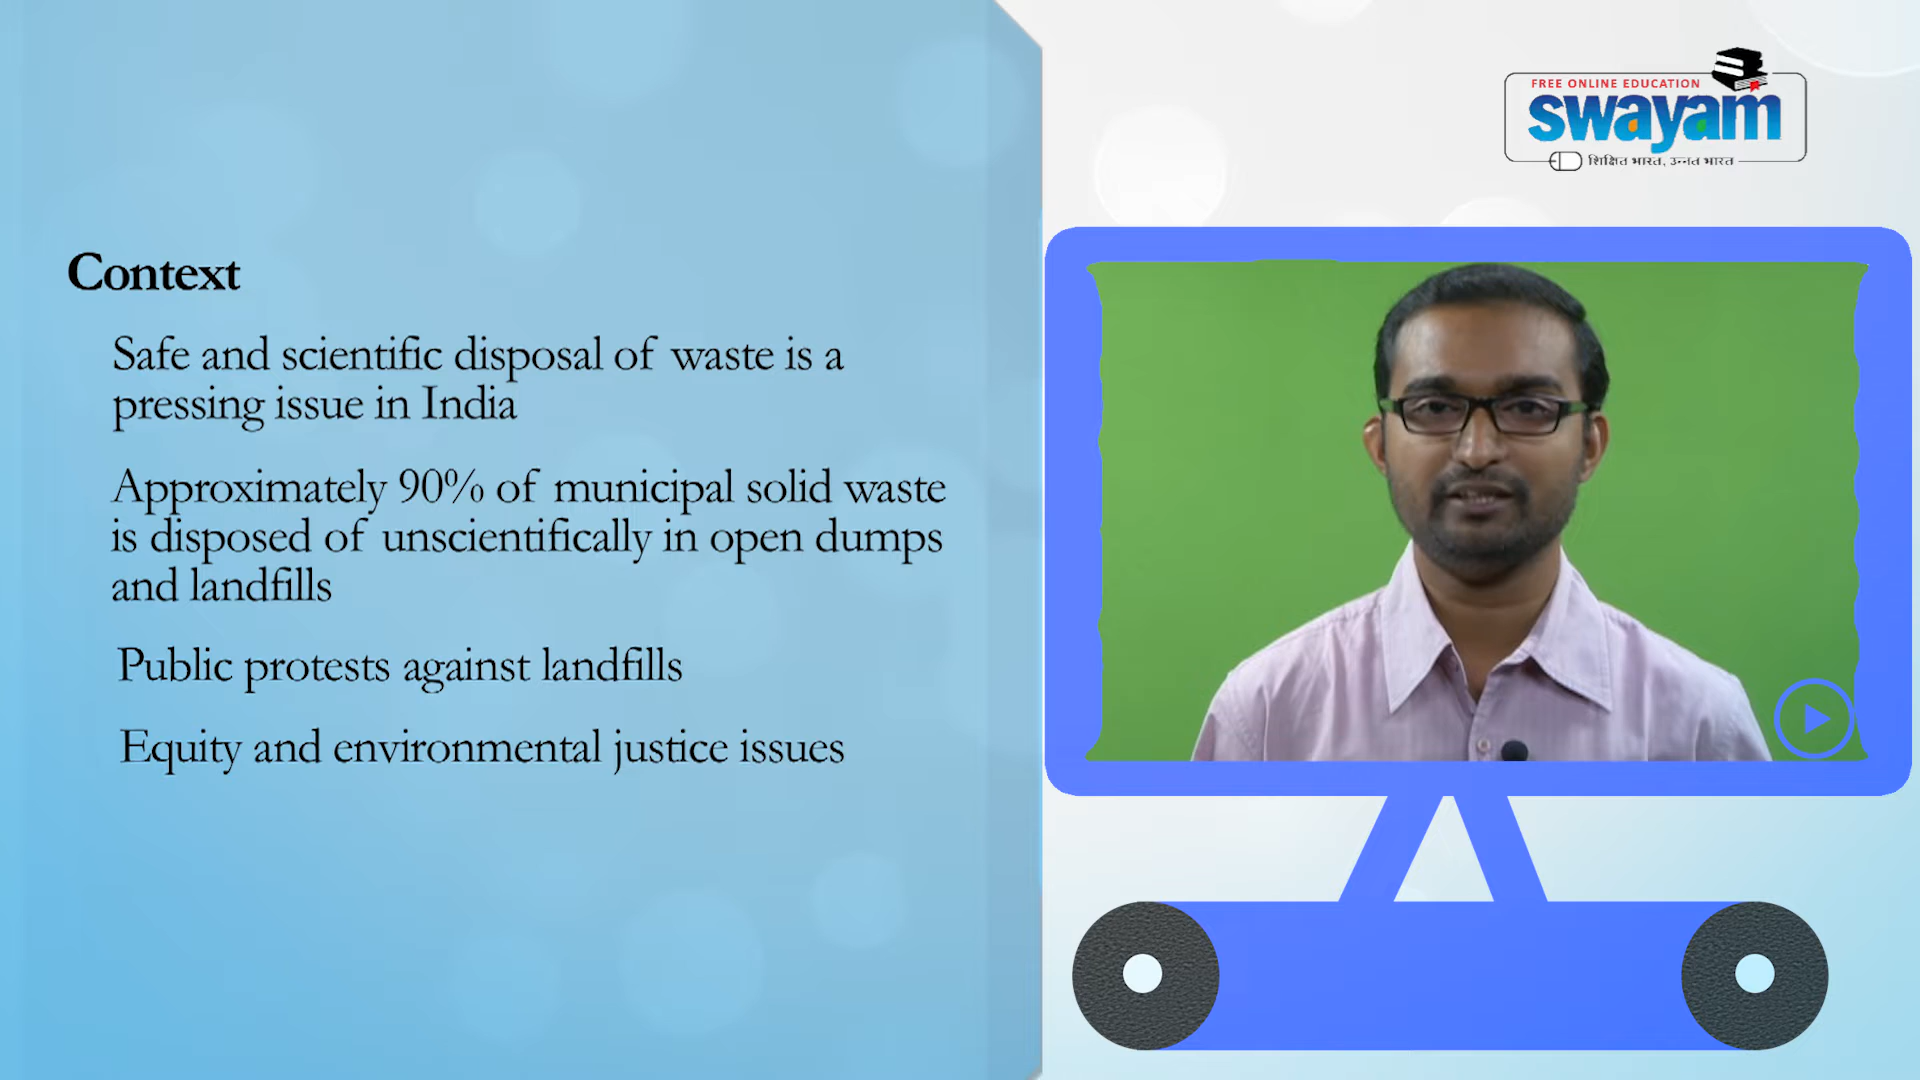 Context
Safe and scientific disposal of waste is a
pressing issue in India
Approximately 90% of municipal solid waste
is disposed of unscientifically in open dumps
and landfills
Public protests against landfills
Equity and environmental justice issues
FREE ONLINE EDUCATION
swayam
शिक्षित भारत, उन्नत भारत